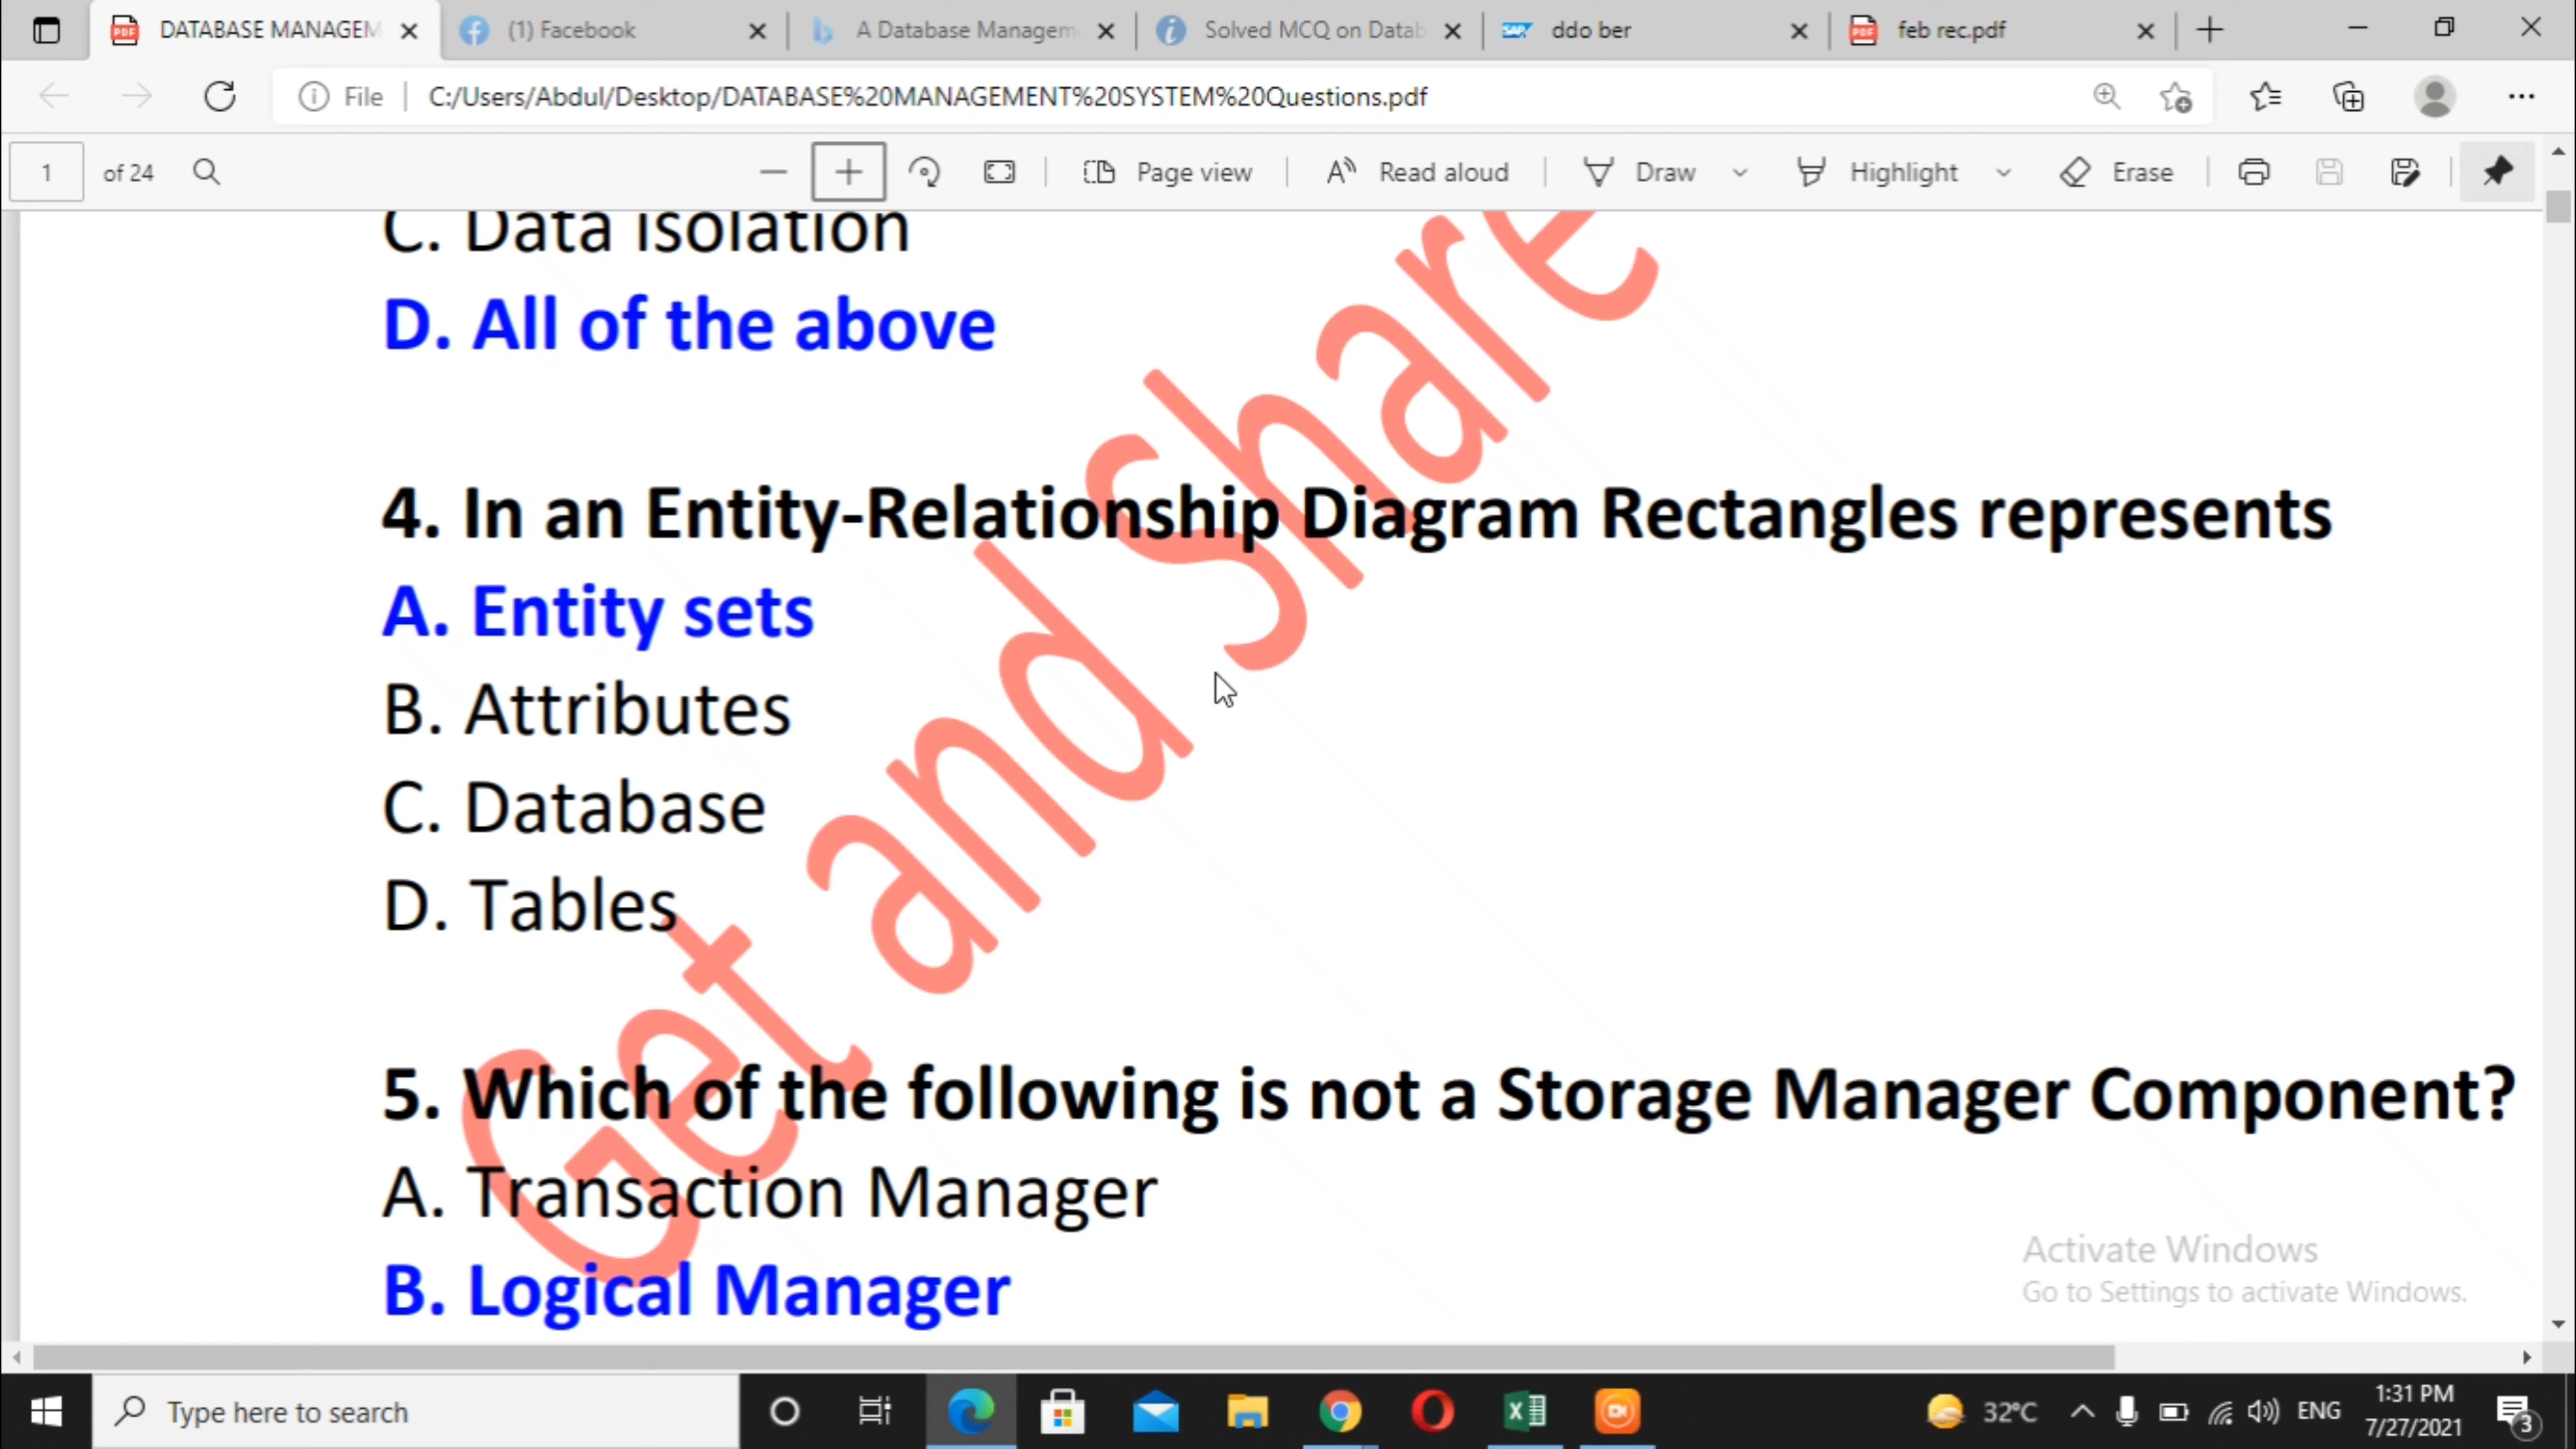 DATABASE MANAGEM
(1) Facebook
A Database Managem
Solved MCQ on Datab
SAP
ddo ber
feb rec.pdf
File
C:/Users/Abdul/Desktop/DATABASE%20MANAGEMENT%20SYSTEM%20Questions.pdf
1 of 24
Page view
Read aloud
Draw
Highlight
Erase
C. Data isolation
D. All of the above
4. In an Entity-Relationship Diagram Rectangles represents
A. Entity sets
B. Attributes
C. Database
D. Tables
5. Which of the following is not a Storage Manager Component?
A. Transaction Manager
B. Logical Manager
Get and Share
Activate Windows
Go to Settings to activate Windows.
Type here to search
32°C
ENG
1:31 PM
7/27/2021
3